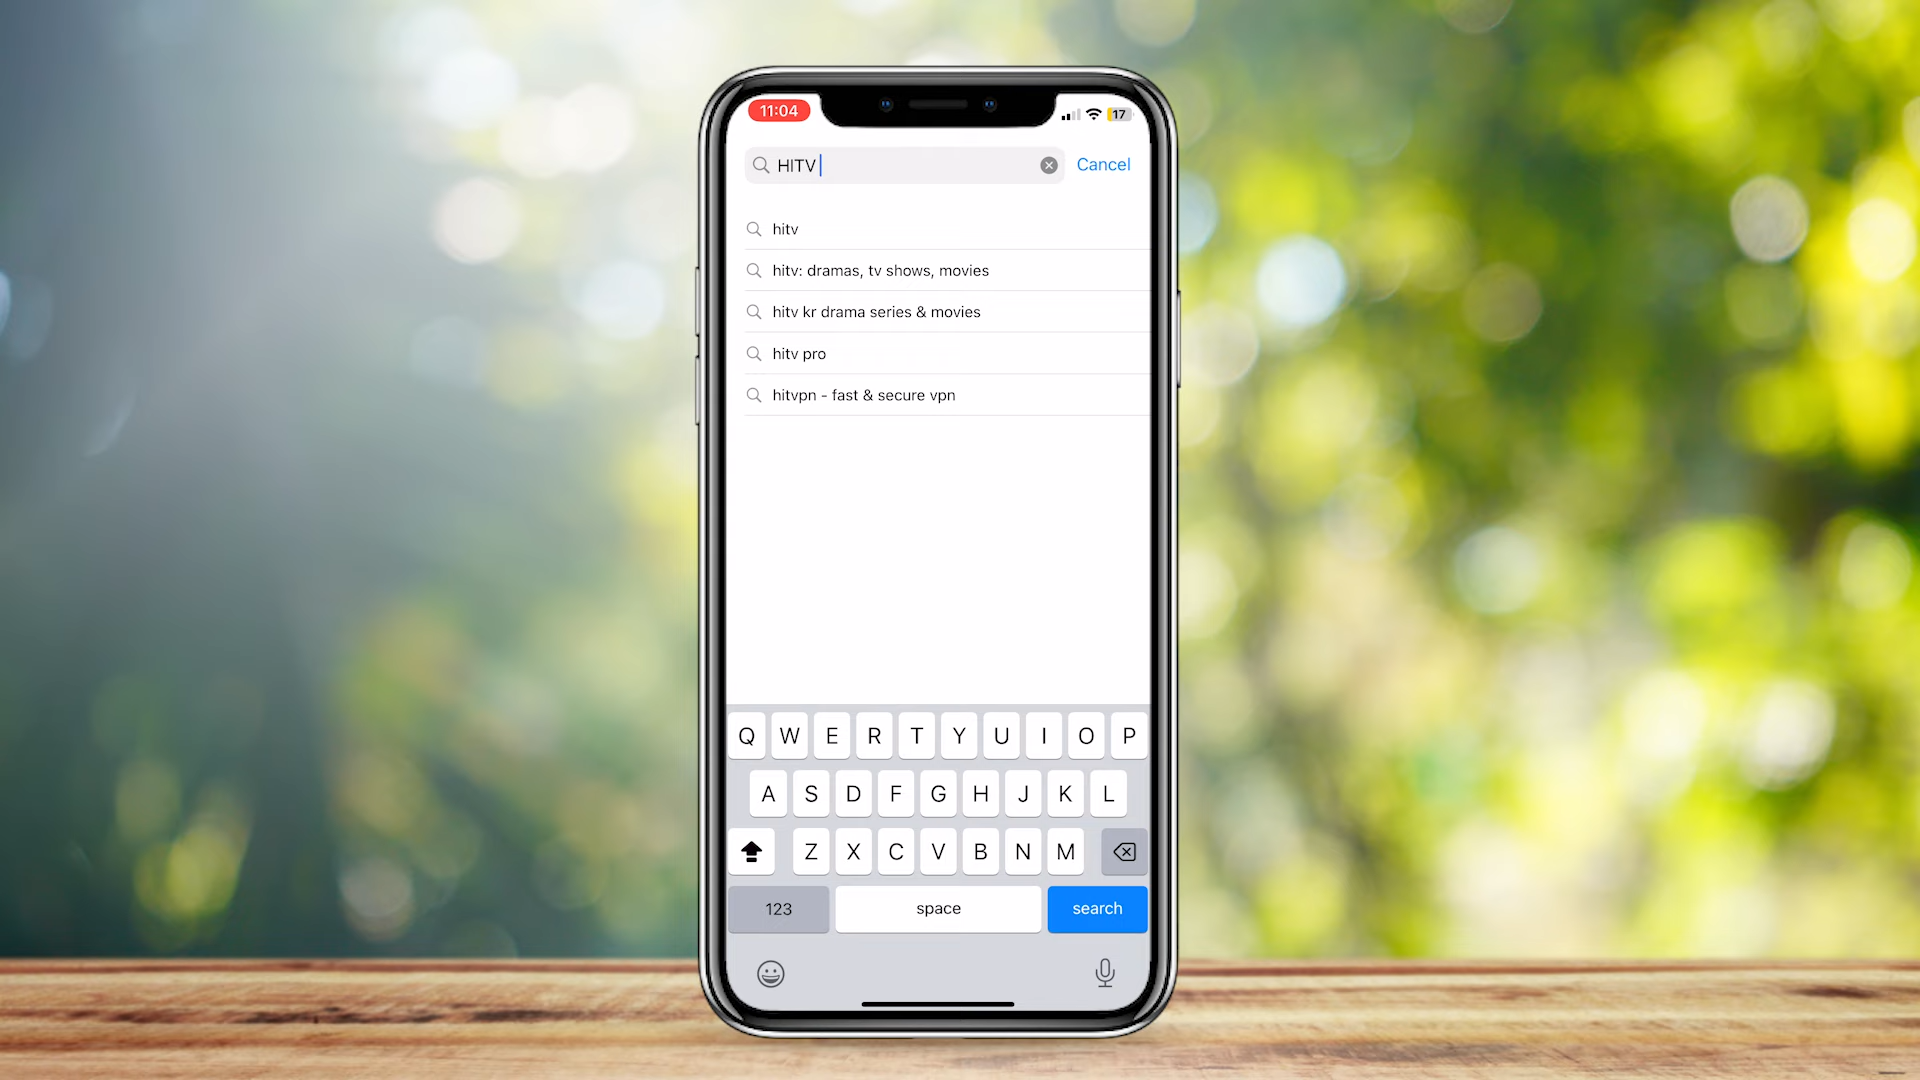 11:04
17
HITV
Cancel
hitv
hitv: dramas, tv shows, movies
hitv kr drama series & movies
hitv pro
hitvpn - fast & secure vpn
Q W E R T Y U I O P
A S D F G H J K L
Z X C V B N M
123 space search